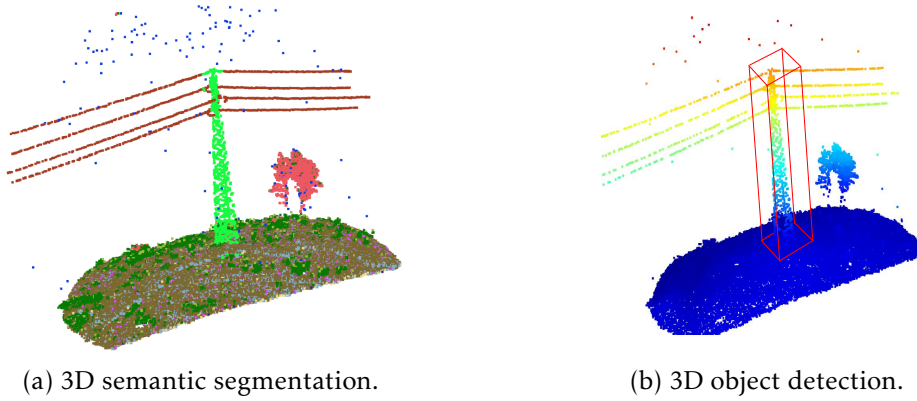 (a) 3D semantic segmentation.
(b) 3D object detection.